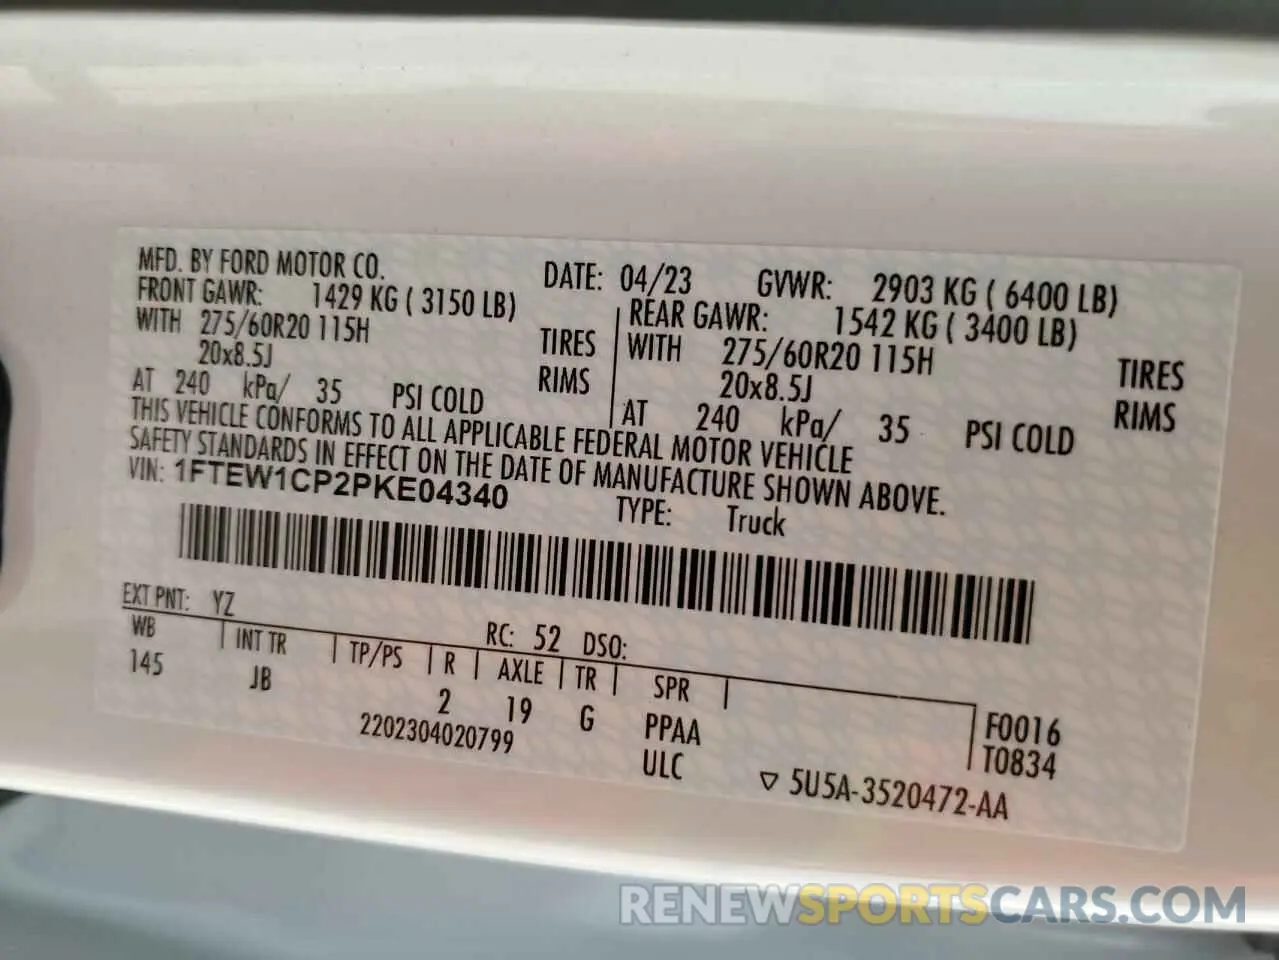 MFD. BY FORD MOTOR CO. DATE: 04/23 GVWR: 2903 KG ( 6400 LB)
FRONT GAWR: 1429 KG ( 3150 LB) REAR GAWR: 1542 KG ( 3400 LB)
WITH 275/60R20 115H TIRES WITH 275/60R20 115H TIRES
20x8.5J RIMS 20x8.5J RIMS
AT 240 kPa/ 35 PSI COLD AT 240 kPa/ 35 PSI COLD
THIS VEHICLE CONFORMS TO ALL APPLICABLE FEDERAL MOTOR VEHICLE
SAFETY STANDARDS IN EFFECT ON THE DATE OF MANUFACTURE SHOWN ABOVE.
VIN: 1FTEW1CP2PKE04340 TYPE: Truck
EXT PNT: YZ RC: 52 DSO:
WB INT TR TP/PS R AXLE TR SPR
145 JB 2 19 G PPAA F0016
2202304020799 ULC T0834
▽ 5U5A-3520472-AA
RENEWSPORTSCARS.COM